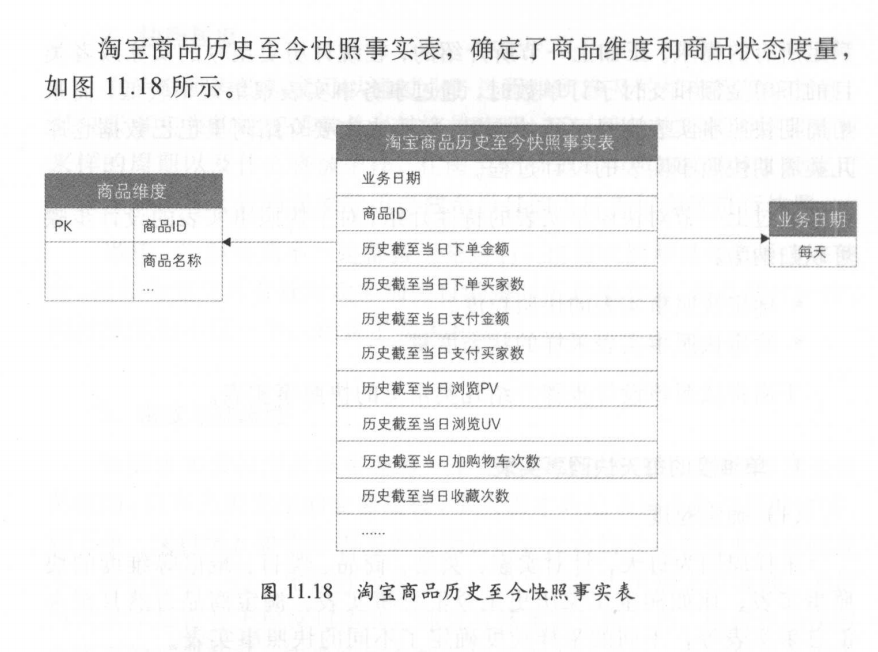 淘宝商品历史至今快照事实表，确定了商品维度和商品状态度量，
如图 11.18 所示。
淘宝商品历史至今快照事实表
业务日期
商品ID
历史截至当日下单金额
历史截至当日下单买家数
历史截至当日支付金额
历史截至当日支付买家数
历史截至当日浏览PV
历史截至当日浏览UV
历史截至当日加购物车次数
历史截至当日收藏次数
……
商品维度
PK 商品ID
商品名称
...
业务日期
每天
图 11.18 淘宝商品历史至今快照事实表